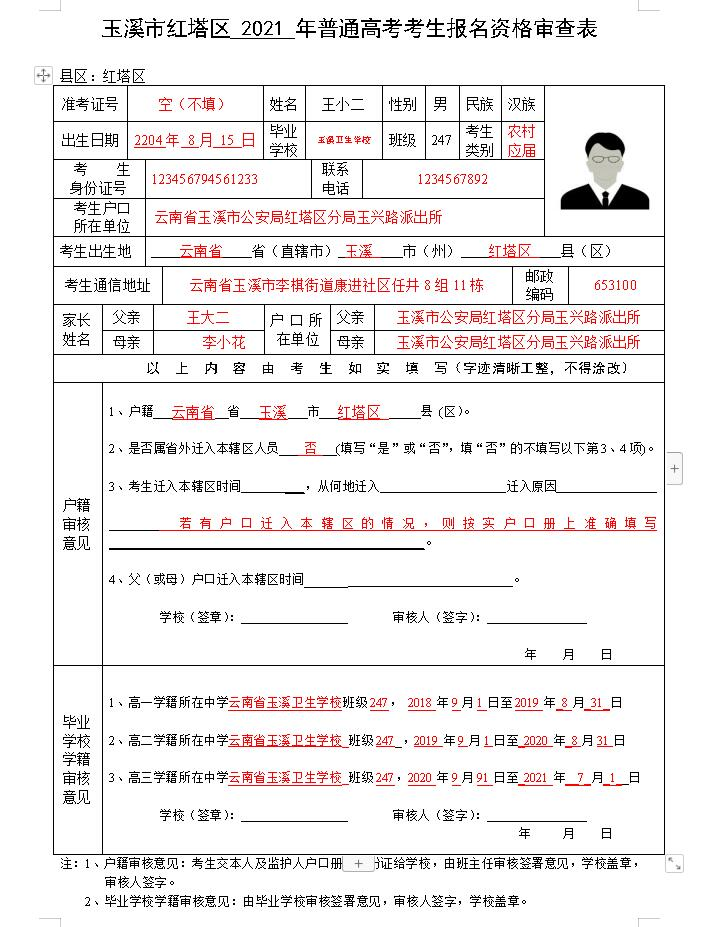 玉溪市红塔区 2021 年普通高考考生报名资格审查表
县区：红塔区
准考证号 空（不填） 姓名 王小二 性别 男 民族 汉族
出生日期 2204 年 8 月 15 日 毕业学校 玉溪卫生学校 班级 247 考生类别 农村应届
考生身份证号 123456794561233 联系电话 1234567892
考生户口所在单位 云南省玉溪市公安局红塔区分局玉兴路派出所
考生出生地 云南省 省（直辖市） 玉溪 市（州） 红塔区 县（区）
考生通信地址 云南省玉溪市李棋街道康进社区任井 8 组 11 栋 邮政编码 653100
家长姓名 父亲 王大二 户口所在单位 父亲 玉溪市公安局红塔区分局玉兴路派出所
母亲 李小花 母亲 玉溪市公安局红塔区分局玉兴路派出所
以上内容由考生如实填写（字迹清晰工整，不得涂改）
户籍审核意见
1、户籍 云南省 省 玉溪 市 红塔区 县（区）。
2、是否属省外迁入本辖区人员 否 （填写“是”或“否”，填“否”的不填写以下第 3、4 项)。
3、考生迁入本辖区时间________，从何地迁入________迁入原因________
若有户口迁入本辖区的情况，则按实户口册上准确填写
。
4、父（或母）户口迁入本辖区时间________。
学校（签章）：________ 审核人（签字）：________
年 月 日
毕业学校学籍审核意见
1、高一学籍所在中学云南省玉溪卫生学校班级 247， 2018 年 9 月 1 日至 2019 年 8 月 31 日
2、高二学籍所在中学云南省玉溪卫生学校 班级 247 ，2019 年 9 月 1 日至 2020 年 8 月 31 日
3、高三学籍所在中学云南省玉溪卫生学校 班级 247，2020 年 9 月 91 日至 2021 年 7 月 1 日
学校（签章）：________ 审核人（签字）：________
年 月 日
注：1、户籍审核意见：考生交本人及监护人户口册 份证给学校，由班主任审核签署意见，学校盖章，
审核人签字。
2、毕业学校学籍审核意见：由毕业学校审核签署意见，审核人签字，学校盖章。